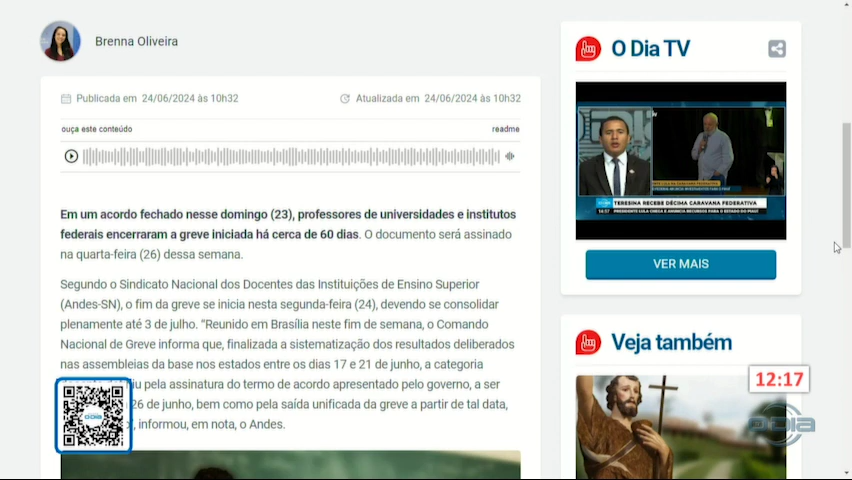 Brenna Oliveira
Publicada em 24/06/2024 às 10h32
Atualizada em 24/06/2024 às 10h32
ouça este conteúdo
readme
Em um acordo fechado nesse domingo (23), professores de universidades e institutos
federais encerraram a greve iniciada há cerca de 60 dias. O documento será assinado
na quarta-feira (26) dessa semana.
Segundo o Sindicato Nacional dos Docentes das Instituições de Ensino Superior
(Andes-SN), o fim da greve se inicia nesta segunda-feira (24), devendo se consolidar
plenamente até 3 de julho. “Reunido em Brasília neste fim de semana, o Comando
Nacional de Greve informa que, finalizada a sistematização dos resultados deliberados
nas assembleias da base nos estados entre os dias 17 e 21 de junho, a categoria
pela assinatura do termo de acordo apresentado pelo governo, a ser
26 de junho, bem como pela saída unificada da greve a partir de tal data,
informou, em nota, o Andes.
O Dia TV
TERESINA RECEBE DÉCIMA CARAVANA FEDERATIVA
PRESIDENTE LULA CHEGA E ANUNCIA RECURSOS PARA O ESTADO DO PIAUÍ
VER MAIS
Veja também
12:17
O DIA